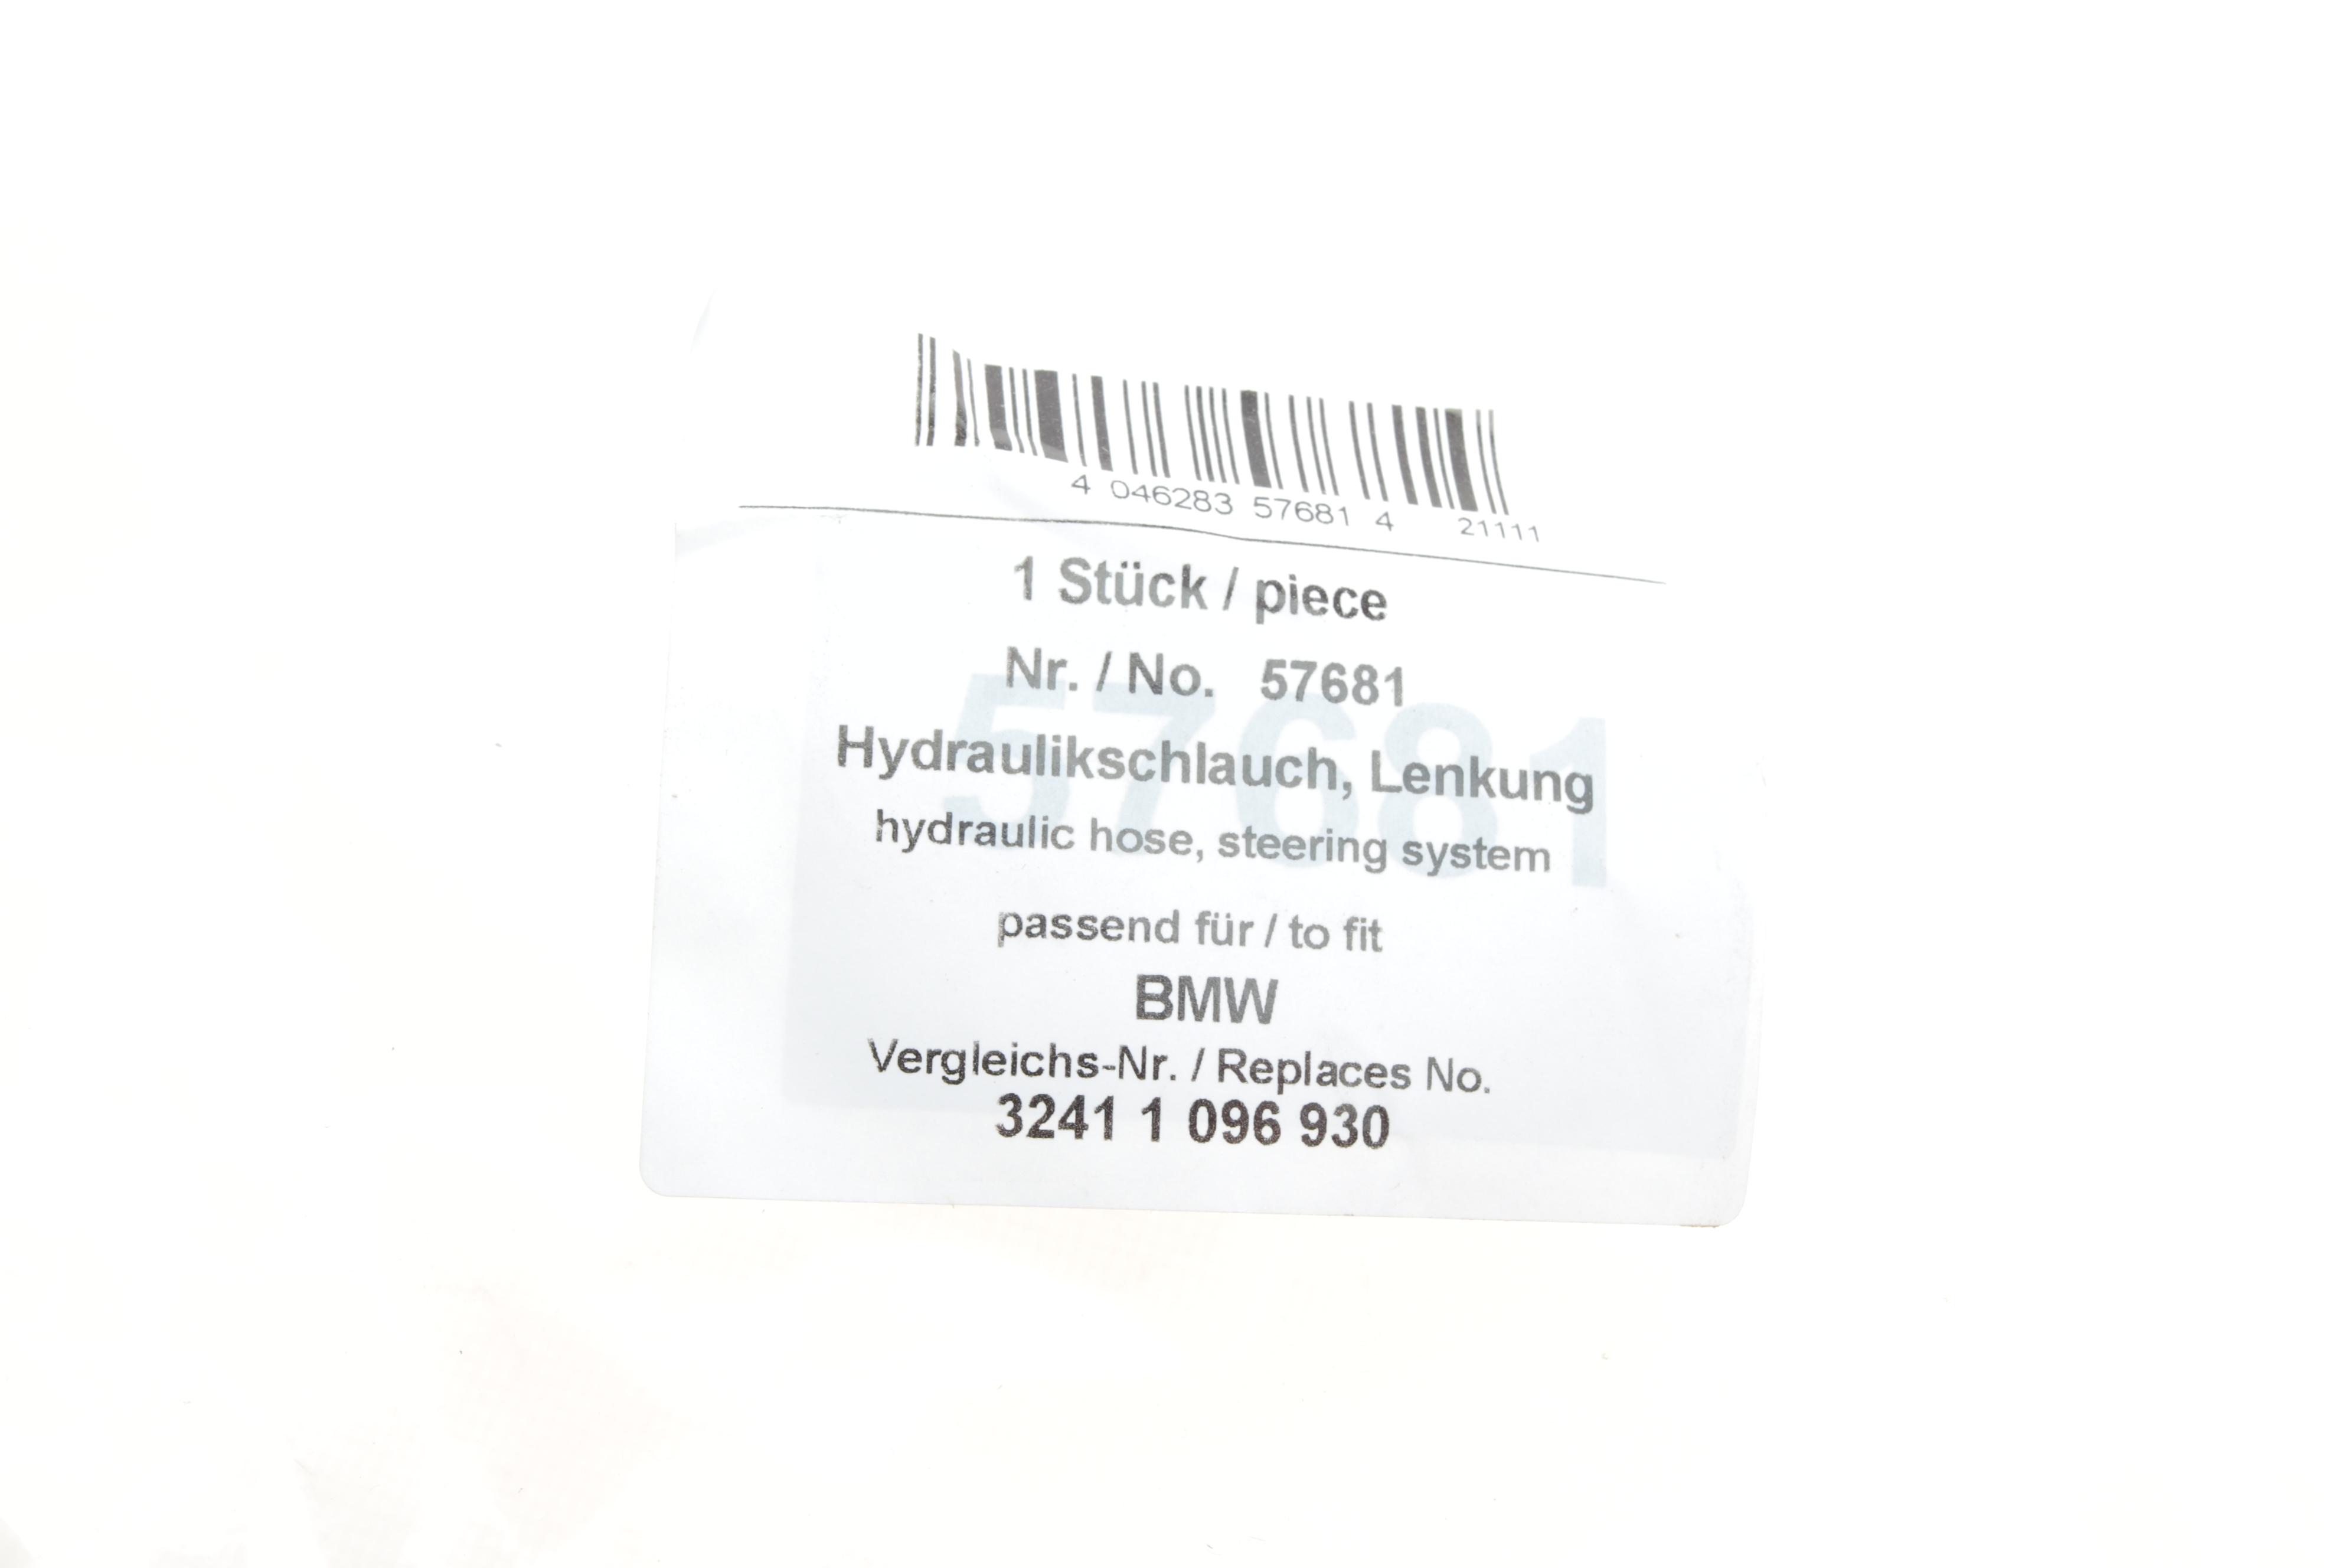 4 046283 57681 4 21111
1 Stück / piece
Nr. / No. 57681
57681
Hydraulikschlauch, Lenkung
hydraulic hose, steering system
passend für / to fit
BMW
Vergleichs-Nr. / Replaces No.
3241 1 096 930